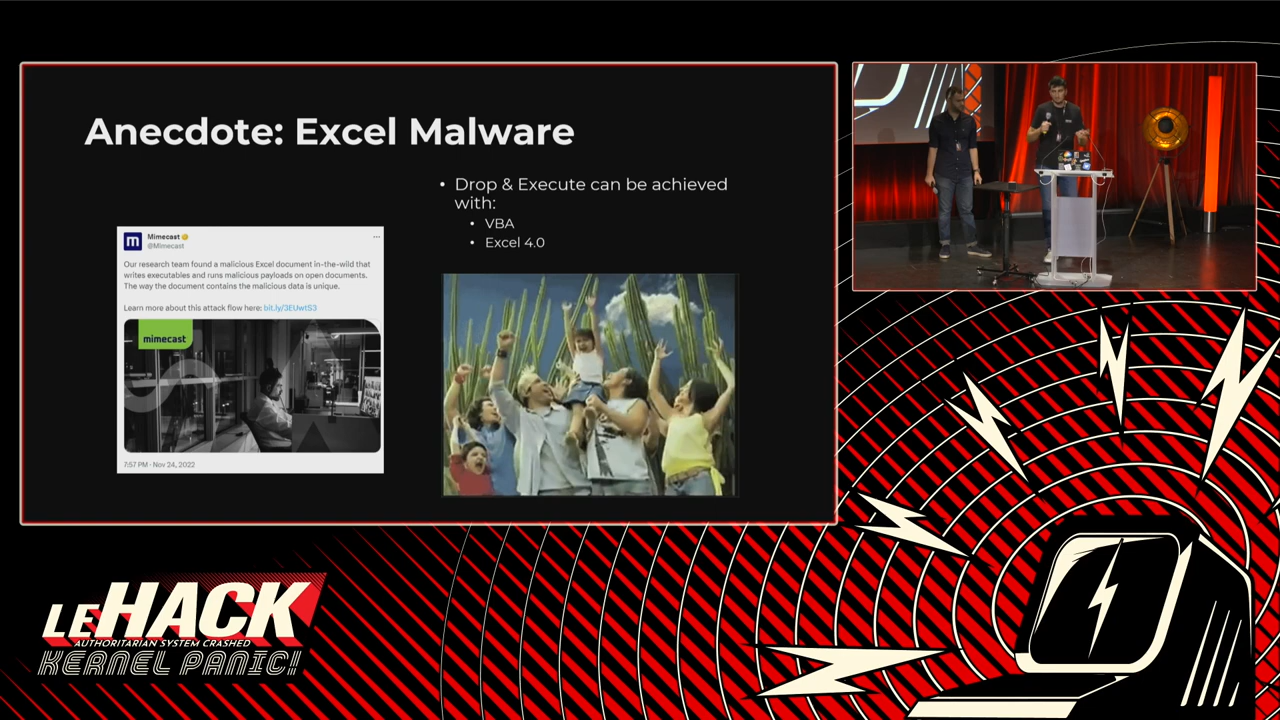 Anecdote: Excel Malware
• Drop & Execute can be achieved
with:
• VBA
• Excel 4.0
m
Mimecast
@Mimecast
Our research team found a malicious Excel document in-the-wild that
writes executables and runs malicious payloads on open documents.
The way the document contains the malicious data is unique.
Learn more about this attack flow here: bit.ly/3EUwtS3
mimecast
7:57 PM · Nov 24, 2022
LEHACK
AUTHORITARIAN SYSTEM CRASHED
KERNEL PANIC!